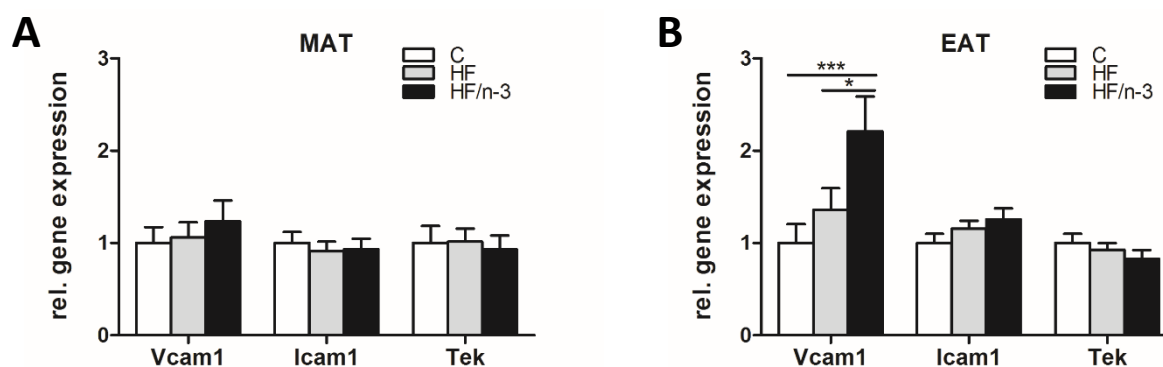 A
MAT
C
HF
HF/n-3
rel. gene expression
3
2
1
0
Vcam1 Icam1 Tek
B
EAT
C
HF
HF/n-3
***
*
rel. gene expression
3
2
1
0
Vcam1 Icam1 Tek